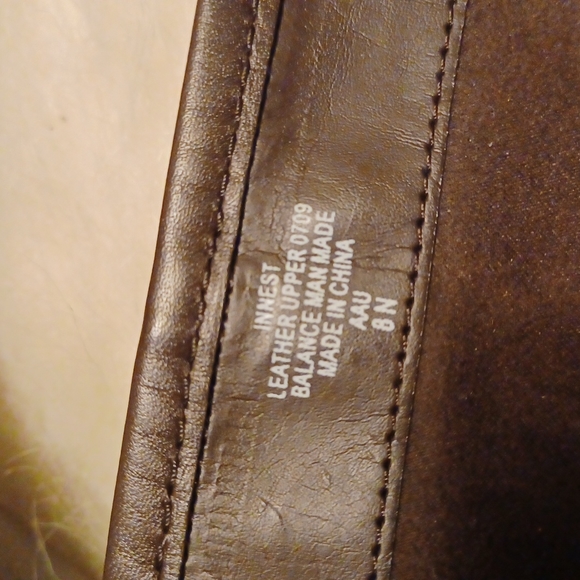 INNEST
LEATHER UPPER 0709
BALANCE MAN MADE
MADE IN CHINA
AAU
8 N